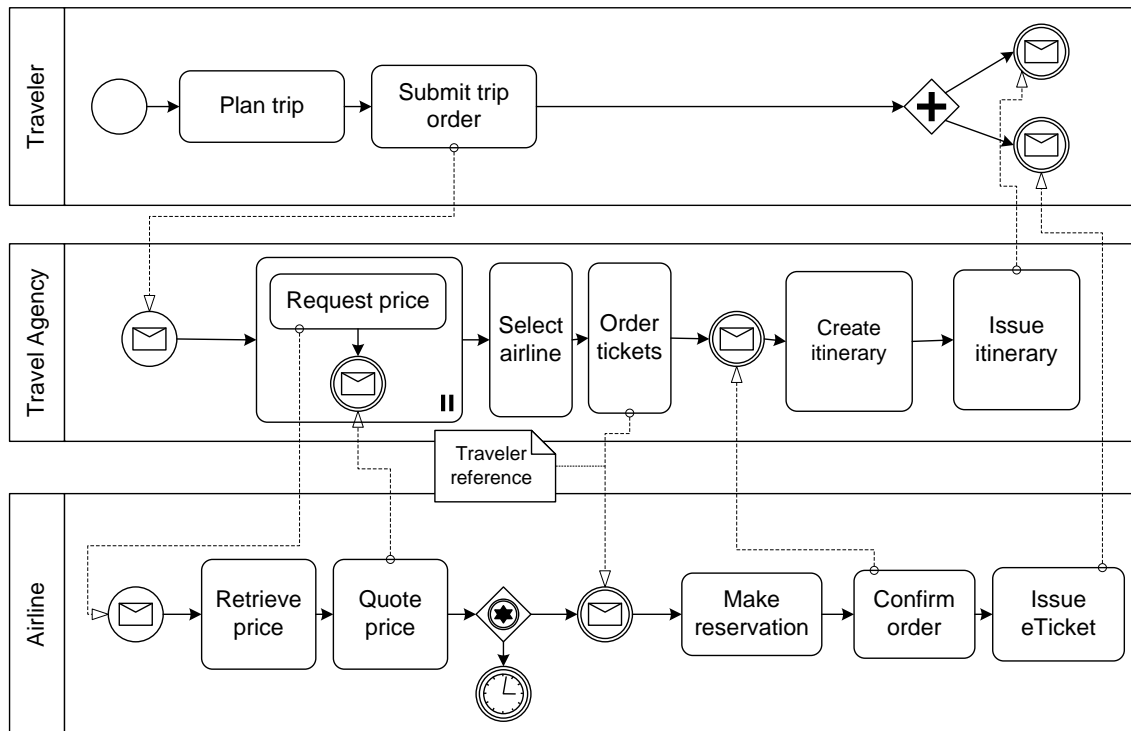 Traveler
Plan trip
Submit trip
order
Travel Agency
Request price
Select
airline
Order
tickets
Create
itinerary
Issue
itinerary
Traveler
reference
Airline
Retrieve
price
Quote
price
Make
reservation
Confirm
order
Issue
eTicket